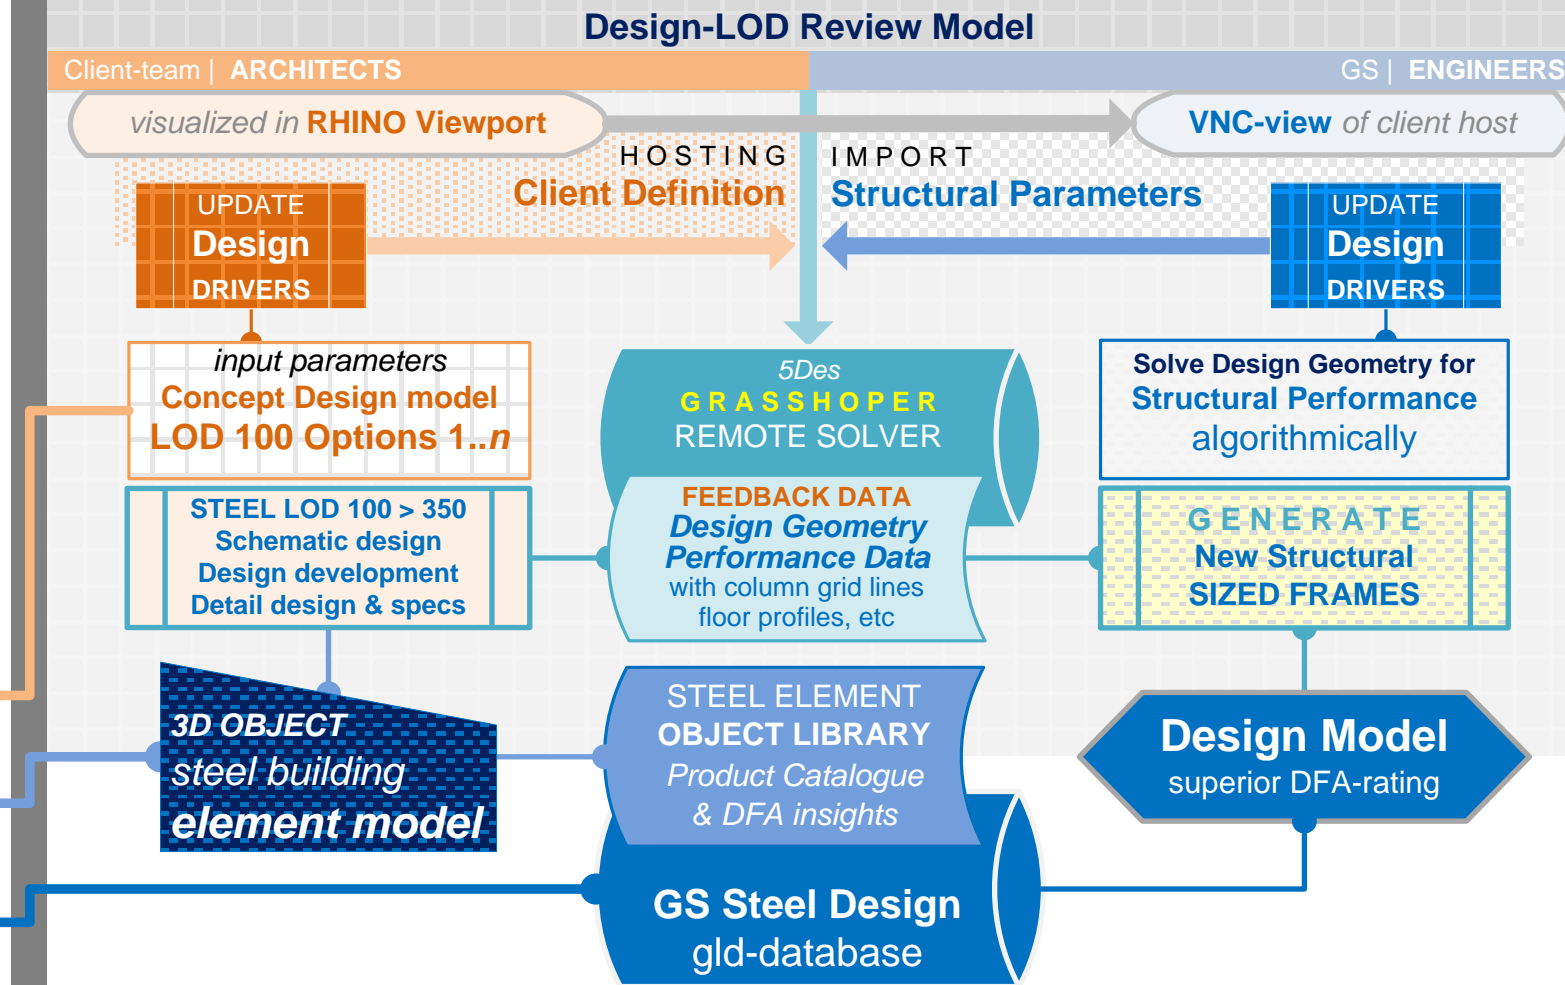 Design-LOD Review Model
Client-team | ARCHITECTS
GS | ENGINEERS
visualized in RHINO Viewport
VNC-view of client host
HOSTING
Client Definition
IMPORT
Structural Parameters
UPDATE
Design
DRIVERS
UPDATE
Design
DRIVERS
input parameters
Concept Design model
LOD 100 Options 1..n
5Des
GRASSHOPER
REMOTE SOLVER
Solve Design Geometry for
Structural Performance
algorithmically
STEEL LOD 100 > 350
Schematic design
Design development
Detail design & specs
FEEDBACK DATA
Design Geometry
Performance Data
with column grid lines
floor profiles, etc
GENERATE
New Structural
SIZED FRAMES
3D OBJECT
steel building
element model
STEEL ELEMENT
OBJECT LIBRARY
Product Catalogue
& DFA insights
Design Model
superior DFA-rating
GS Steel Design
gld-database